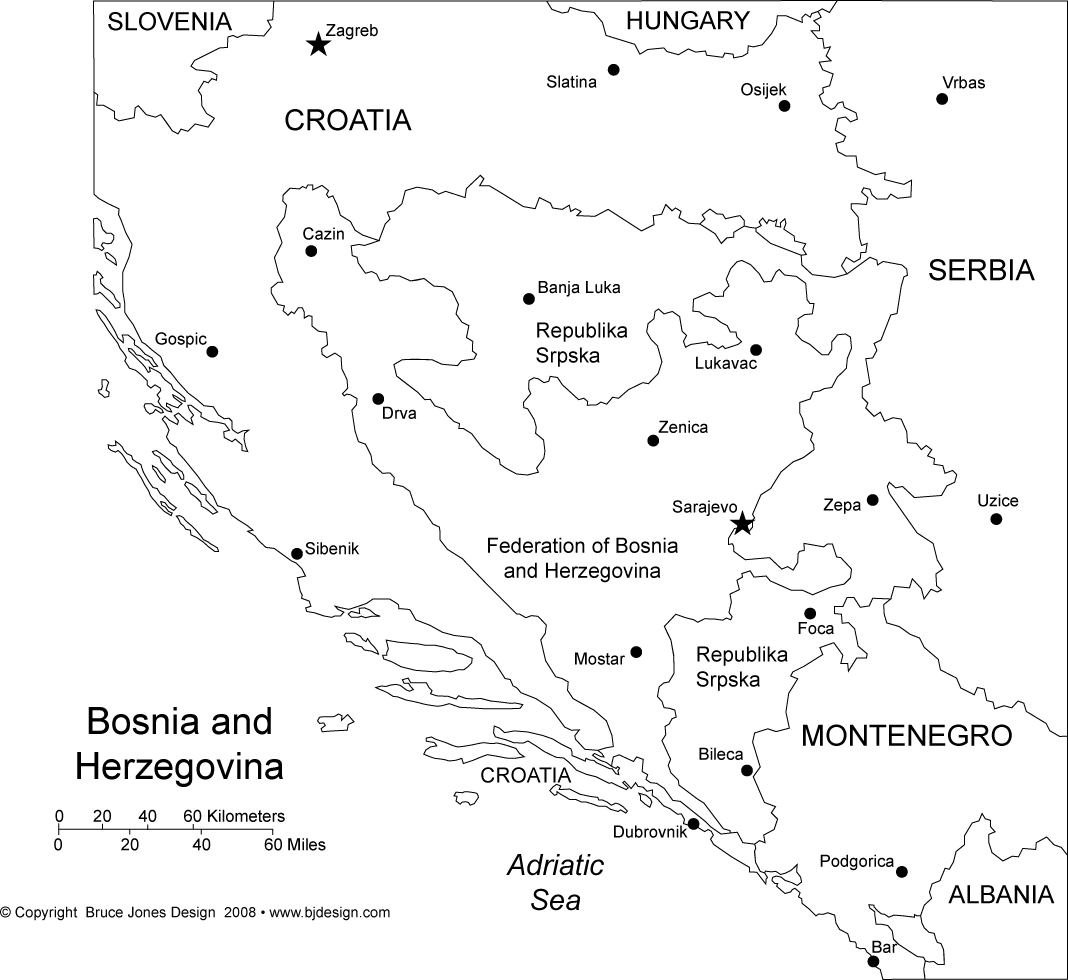 SLOVENIA
HUNGARY
Zagreb
Slatina
Osijek
Vrbas
CROATIA
Cazin
SERBIA
Banja Luka
Republika
Srpska
Gospic
Lukavac
Drva
Zenica
Sarajevo
Zepa
Uzice
Sibenik
Federation of Bosnia
and Herzegovina
Foca
Mostar
Republika
Srpska
Bosnia and
Herzegovina
MONTENEGRO
Bileca
CROATIA
0 20 40 60 Kilometers
0 20 40 60 Miles
Dubrovnik
Adriatic
Sea
Podgorica
ALBANIA
© Copyright Bruce Jones Design 2008 • www.bjdesign.com
Bar